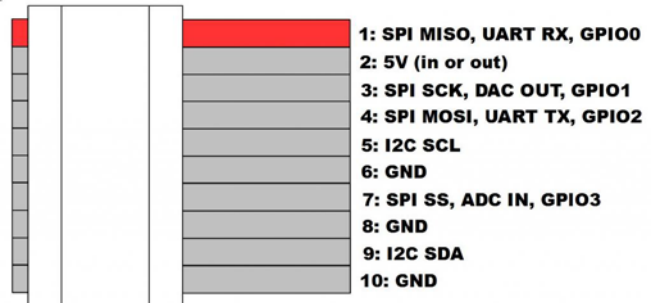 1: SPI MISO, UART RX, GPIO0
2: 5V (in or out)
3: SPI SCK, DAC OUT, GPIO1
4: SPI MOSI, UART TX, GPIO2
5: I2C SCL
6: GND
7: SPI SS, ADC IN, GPIO3
8: GND
9: I2C SDA
10: GND